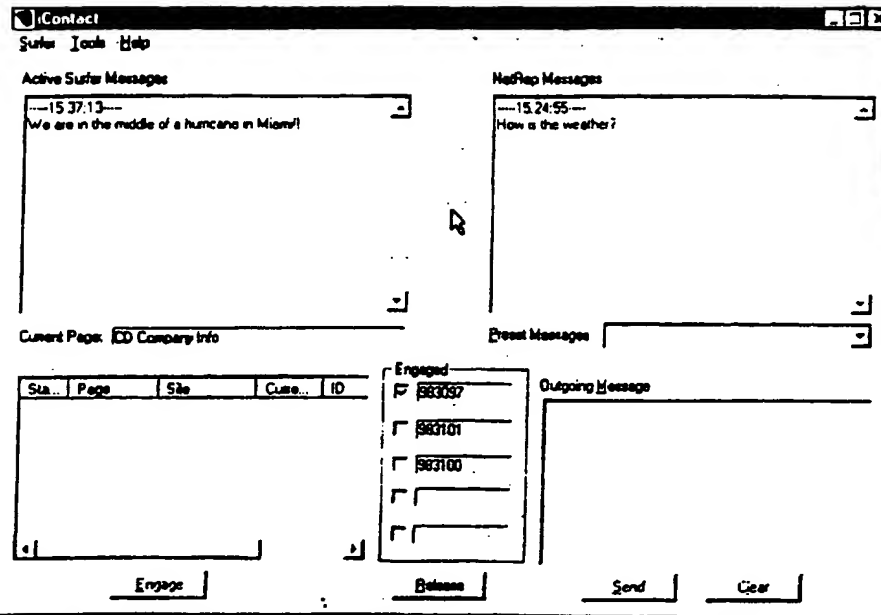 iContact
Surfer Tools Help
Active Surfer Messages
----15:37:13----
We are in the middle of a hurricane in Miami!!
NetRep Messages
----15:24:55----
How is the weather?
Current Page: CD Company Info
Preset Messages
Sta... Page Site Curre... ID
Engaged
983097
983101
983100
Outgoing Message
Engage
Release
Send
Clear